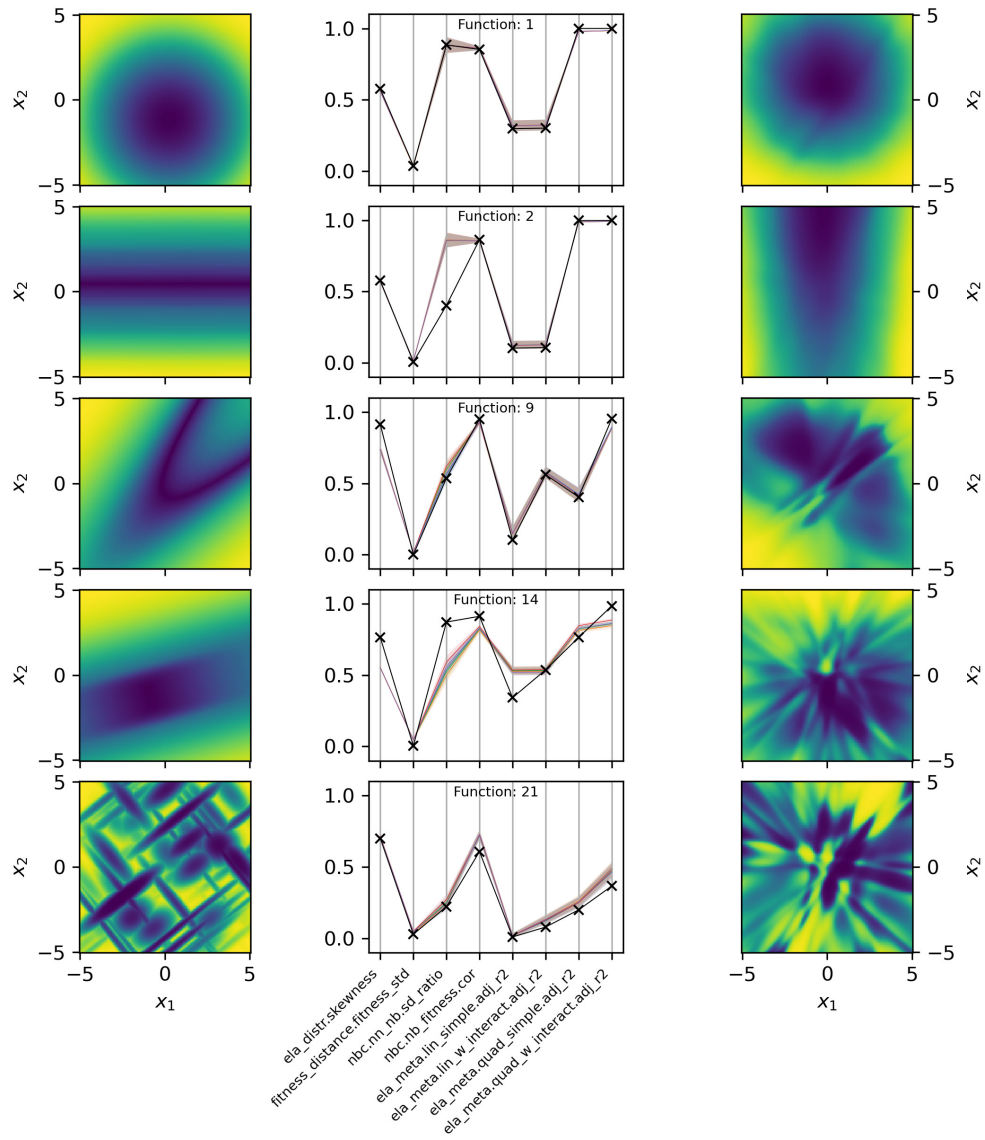 5
0
−5
x2
1.0
0.5
0.0
Function: 1
5
0
−5
x2
5
0
−5
x2
1.0
0.5
0.0
Function: 2
5
0
−5
x2
5
0
−5
x2
1.0
0.5
0.0
Function: 9
5
0
−5
x2
5
0
−5
x2
1.0
0.5
0.0
Function: 14
5
0
−5
x2
5
0
−5
x2
1.0
0.5
0.0
Function: 21
5
0
−5
x2
−5 0 5
x1
ela_distr.skewness
fitness_distance.fitness_std
nbc.nn_nb.sd_ratio
nbc.nb_fitness.cor
ela_meta.lin_simple.adj_r2
ela_meta.lin_w_interact.adj_r2
ela_meta.quad_simple.adj_r2
ela_meta.quad_w_interact.adj_r2
−5 0 5
x1